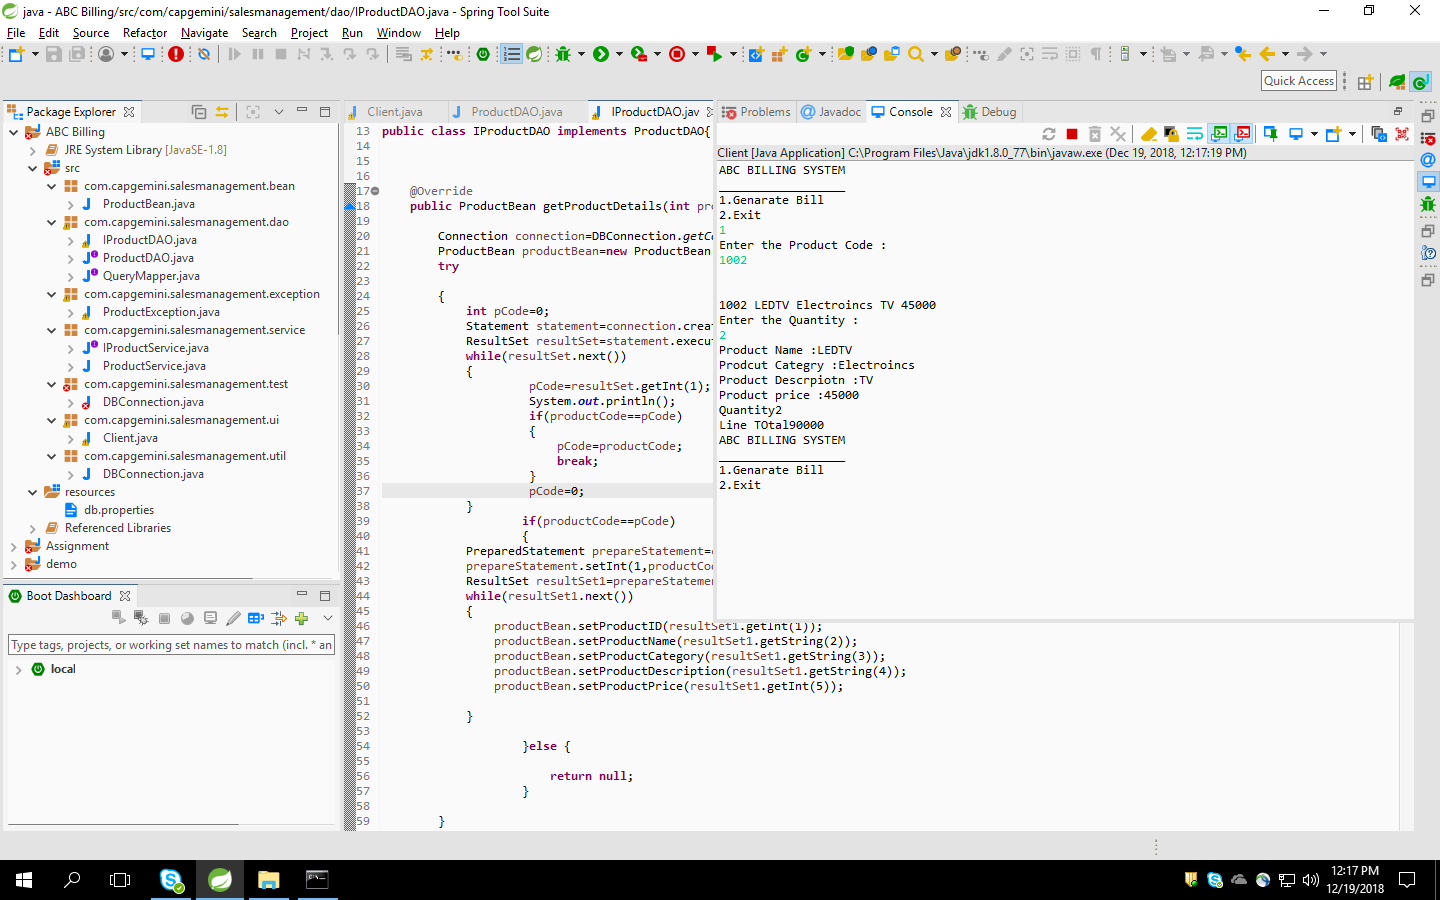 java - ABC Billing/src/com/capgemini/salesmanagement/dao/IProductDAO.java - Spring Tool Suite
File Edit Source Refactor Navigate Search Project Run Window Help
Quick Access
Package Explorer
ABC Billing
JRE System Library [JavaSE-1.8]
src
com.capgemini.salesmanagement.bean
ProductBean.java
com.capgemini.salesmanagement.dao
IProductDAO.java
ProductDAO.java
QueryMapper.java
com.capgemini.salesmanagement.exception
ProductException.java
com.capgemini.salesmanagement.service
IProductService.java
ProductService.java
com.capgemini.salesmanagement.test
DBConnection.java
com.capgemini.salesmanagement.ui
Client.java
com.capgemini.salesmanagement.util
DBConnection.java
resources
db.properties
Referenced Libraries
Assignment
demo
Boot Dashboard
Type tags, projects, or working set names to match (incl. * an
local
Client.java ProductDAO.java IProductDAO.jav
13 public class IProductDAO implements ProductDAO{
14
15
16
17 @Override
18 public ProductBean getProductDetails(int pr
19
20 Connection connection=DBConnection.getC
21 ProductBean productBean=new ProductBean
22 try
23
24 {
25 int pCode=0;
26 Statement statement=connection.creat
27 ResultSet resultSet=statement.execut
28 while(resultSet.next())
29 {
30 pCode=resultSet.getInt(1);
31 System.out.println();
32 if(productCode==pCode)
33 {
34 pCode=productCode;
35 break;
36 }
37 pCode=0;
38 }
39 if(productCode==pCode)
40 {
41 PreparedStatement prepareStatement=
42 prepareStatement.setInt(1,productCo
43 ResultSet resultSet1=prepareStatemen
44 while(resultSet1.next())
45 {
46 productBean.setProductID(resultSet1.getInt(1));
47 productBean.setProductName(resultSet1.getString(2));
48 productBean.setProductCategory(resultSet1.getString(3));
49 productBean.setProductDescription(resultSet1.getString(4));
50 productBean.setProductPrice(resultSet1.getInt(5));
51
52 }
53
54 }else {
55
56 return null;
57 }
58
59 }
Problems Javadoc Console Debug
Client [Java Application] C:\Program Files\Java\jdk1.8.0_77\bin\javaw.exe (Dec 19, 2018, 12:17:19 PM)
ABC BILLING SYSTEM
__________________
1.Genarate Bill
2.Exit
1
Enter the Product Code :
1002
1002 LEDTV Electroincs TV 45000
Enter the Quantity :
2
Product Name :LEDTV
Prodcut Categry :Electroincs
Product Descrpiotn :TV
Product price :45000
Quantity2
Line TOtal90000
ABC BILLING SYSTEM
__________________
1.Genarate Bill
2.Exit
12:17 PM
12/19/2018